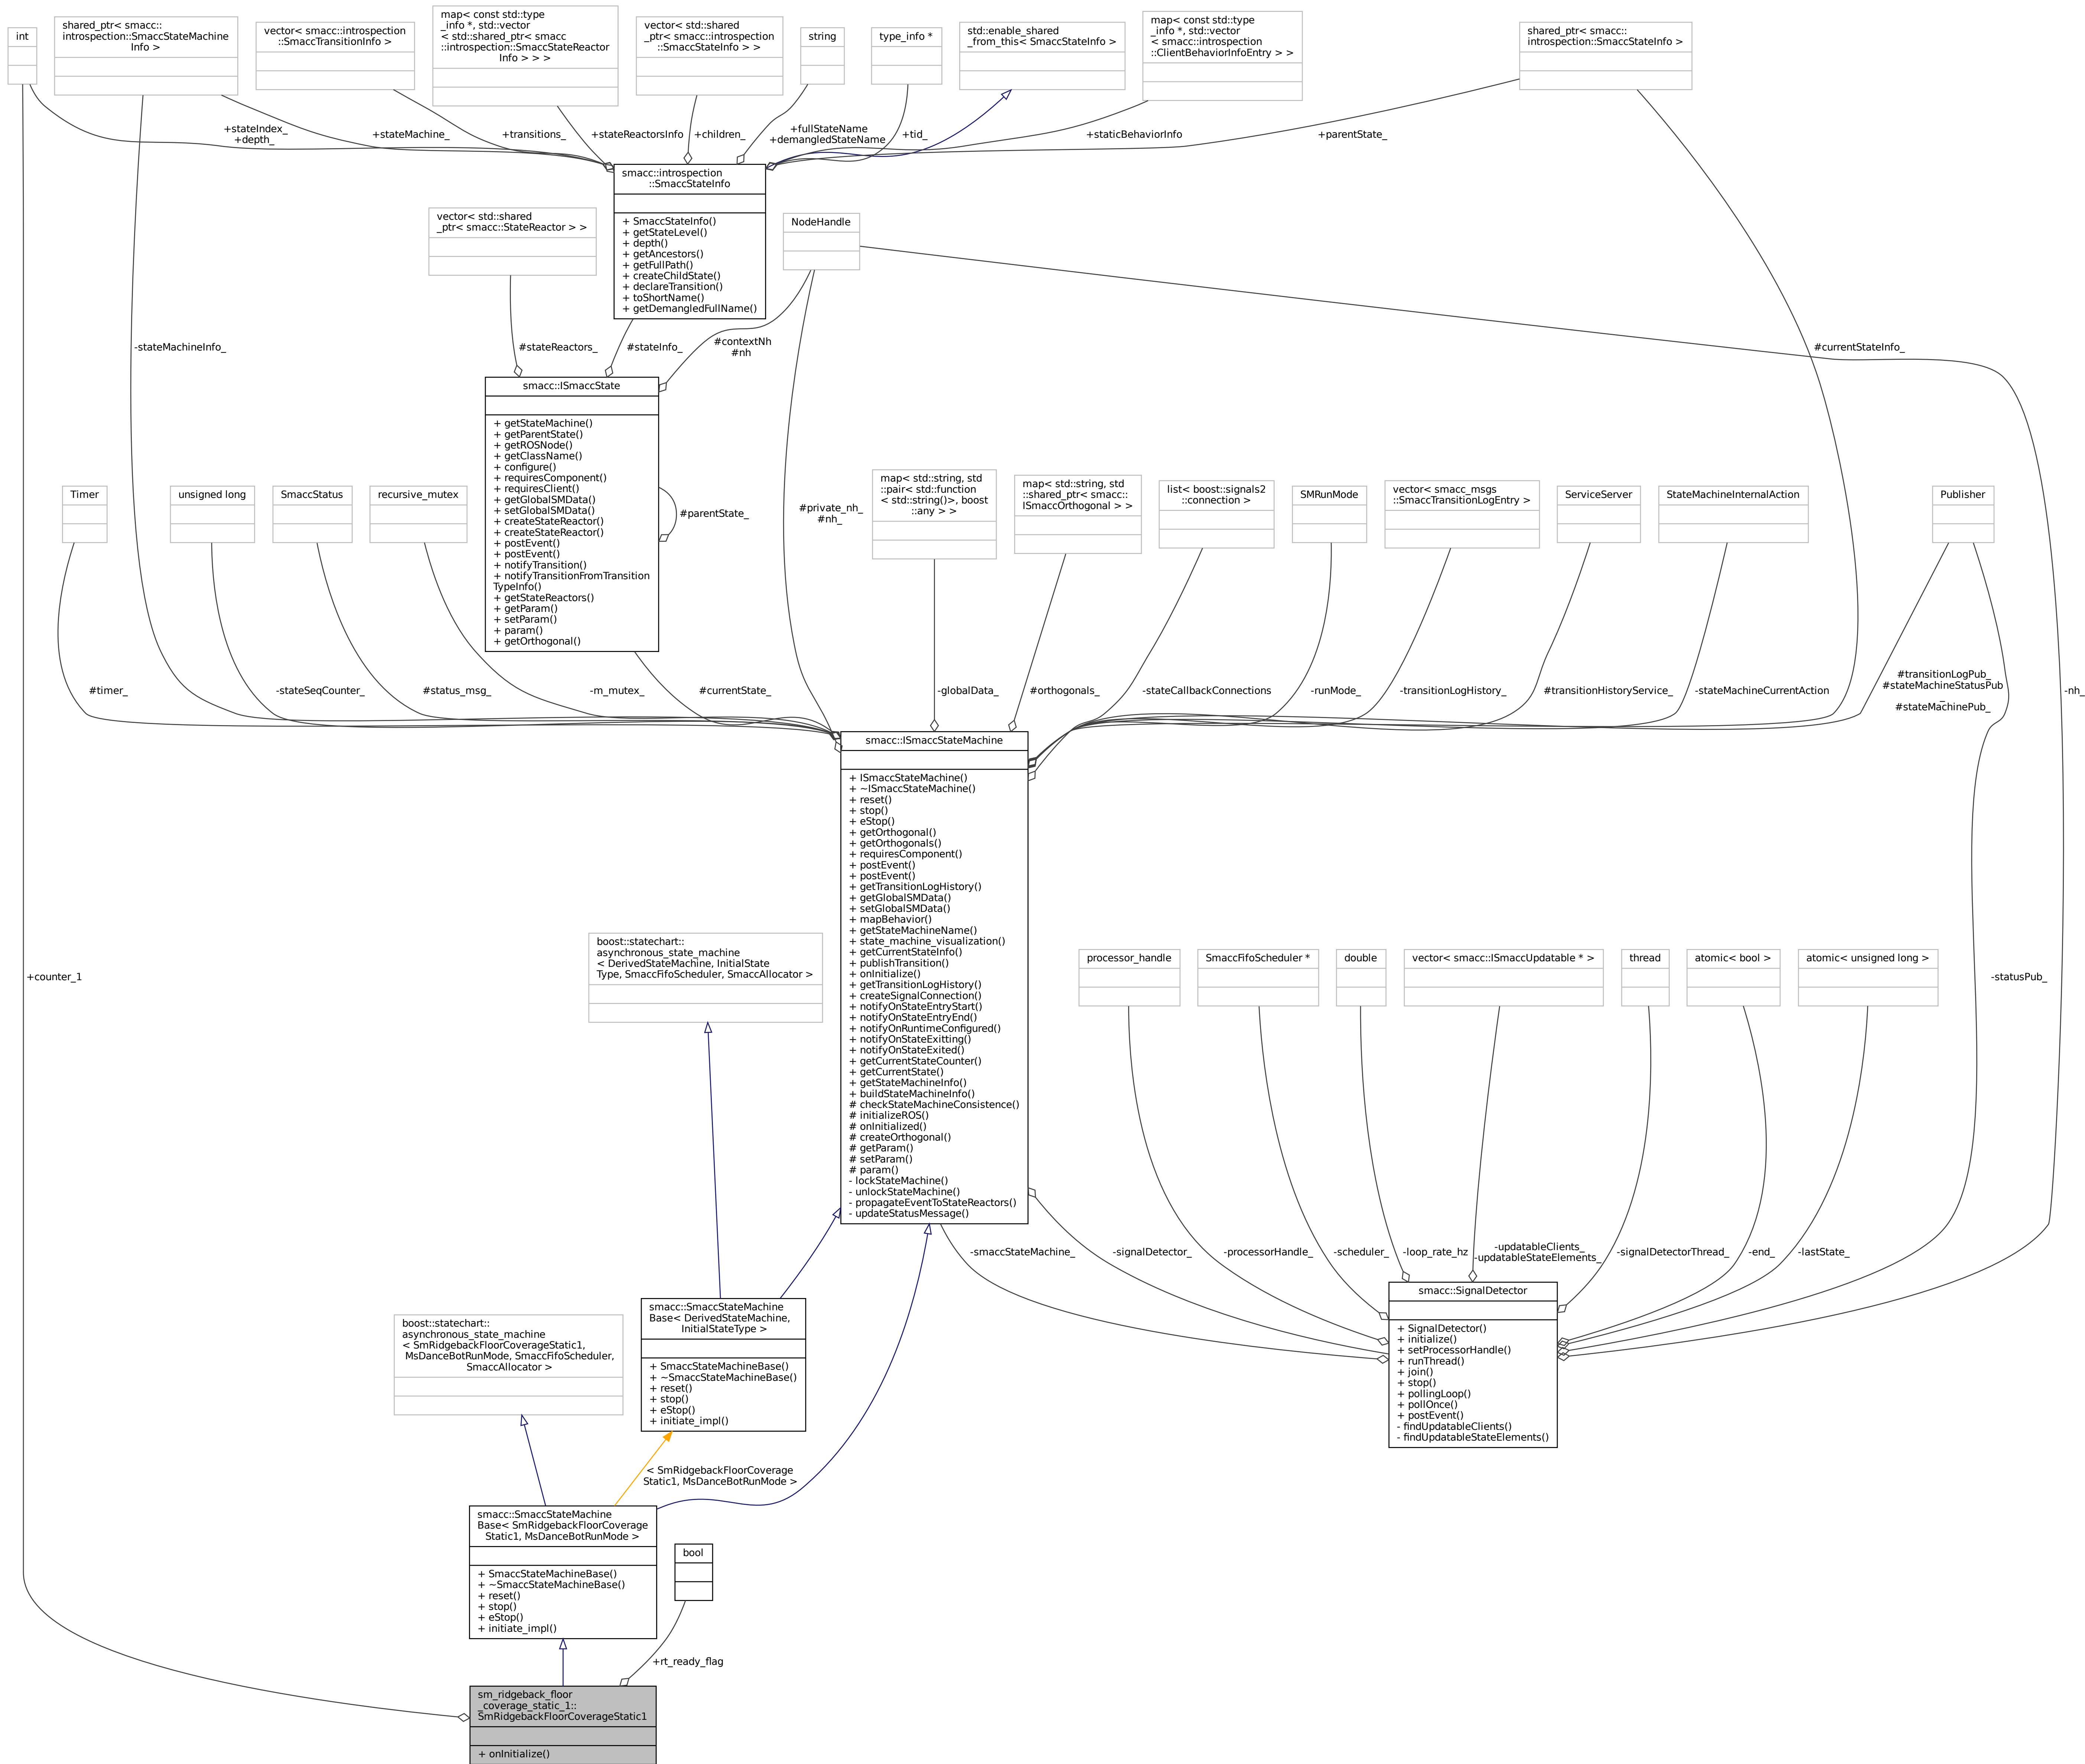 int
shared_ptr< smacc::
introspection::SmaccStateMachine
Info >
vector< smacc::introspection
::SmaccTransitionInfo >
map< const std::type
_info *, std::vector
< std::shared_ptr< smacc
::introspection::SmaccStateReactor
Info > > >
vector< std::shared
_ptr< smacc::introspection
::SmaccStateInfo > >
string
type_info *
std::enable_shared
_from_this< SmaccStateInfo >
map< const std::type
_info *, std::vector
< smacc::introspection
::ClientBehaviorInfoEntry > >
shared_ptr< smacc::
introspection::SmaccStateInfo >
+stateIndex_
+depth_
+stateMachine_
+transitions_
+stateReactorsInfo
+children_
+fullStateName
+demangledStateName
+tid_
+staticBehaviorInfo
+parentState_
smacc::introspection
::SmaccStateInfo
+ SmaccStateInfo()
+ getStateLevel()
+ depth()
+ getAncestors()
+ getFullPath()
+ createChildState()
+ declareTransition()
+ toShortName()
+ getDemangledFullName()
vector< std::shared
_ptr< smacc::StateReactor > >
NodeHandle
-stateMachineInfo_
#stateReactors_
#stateInfo_
#contextNh
#nh
#currentStateInfo_
smacc::ISmaccState
+ getStateMachine()
+ getParentState()
+ getROSNode()
+ getClassName()
+ configure()
+ requiresComponent()
+ requiresClient()
+ getGlobalSMData()
+ setGlobalSMData()
+ createStateReactor()
+ createStateReactor()
+ postEvent()
+ postEvent()
+ notifyTransition()
+ notifyTransitionFromTransition
TypeInfo()
+ getStateReactors()
+ getParam()
+ setParam()
+ param()
+ getOrthogonal()
#parentState_
#private_nh_
#nh_
Timer
unsigned long
SmaccStatus
recursive_mutex
map< std::string, std
::pair< std::function
< std::string()>, boost
::any > >
map< std::string, std
::shared_ptr< smacc::
ISmaccOrthogonal > >
list< boost::signals2
::connection >
SMRunMode
vector< smacc_msgs
::SmaccTransitionLogEntry >
ServiceServer
StateMachineInternalAction
Publisher
#timer_
-stateSeqCounter_
#status_msg_
-m_mutex_
#currentState_
-globalData_
#orthogonals_
-stateCallbackConnections
-runMode_
-transitionLogHistory_
#transitionHistoryService_
-stateMachineCurrentAction
#transitionLogPub_
#stateMachineStatusPub
_
#stateMachinePub_
-nh_
smacc::ISmaccStateMachine
+ ISmaccStateMachine()
+ ~ISmaccStateMachine()
+ reset()
+ stop()
+ eStop()
+ getOrthogonal()
+ getOrthogonals()
+ requiresComponent()
+ postEvent()
+ postEvent()
+ getTransitionLogHistory()
+ getGlobalSMData()
+ setGlobalSMData()
+ mapBehavior()
+ getStateMachineName()
+ state_machine_visualization()
+ getCurrentStateInfo()
+ publishTransition()
+ onInitialize()
+ getTransitionLogHistory()
+ createSignalConnection()
+ notifyOnStateEntryStart()
+ notifyOnStateEntryEnd()
+ notifyOnRuntimeConfigured()
+ notifyOnStateExitting()
+ notifyOnStateExited()
+ getCurrentStateCounter()
+ getCurrentState()
+ getStateMachineInfo()
+ buildStateMachineInfo()
# checkStateMachineConsistence()
# initializeROS()
# onInitialized()
# createOrthogonal()
# getParam()
# setParam()
# param()
- lockStateMachine()
- unlockStateMachine()
- propagateEventToStateReactors()
- updateStatusMessage()
+counter_1
boost::statechart::
asynchronous_state_machine
< DerivedStateMachine, InitialState
Type, SmaccFifoScheduler, SmaccAllocator >
processor_handle
SmaccFifoScheduler *
double
vector< smacc::ISmaccUpdatable * >
thread
atomic< bool >
atomic< unsigned long >
-statusPub_
-smaccStateMachine_
-signalDetector_
-processorHandle_
-scheduler_
-loop_rate_hz
-updatableClients_
-updatableStateElements_
-signalDetectorThread_
-end_
-lastState_
smacc::SignalDetector
+ SignalDetector()
+ initialize()
+ setProcessorHandle()
+ runThread()
+ join()
+ stop()
+ pollingLoop()
+ pollOnce()
+ postEvent()
- findUpdatableClients()
- findUpdatableStateElements()
smacc::SmaccStateMachine
Base< DerivedStateMachine,
InitialStateType >
+ SmaccStateMachineBase()
+ ~SmaccStateMachineBase()
+ reset()
+ stop()
+ eStop()
+ initiate_impl()
boost::statechart::
asynchronous_state_machine
< SmRidgebackFloorCoverageStatic1,
MsDanceBotRunMode, SmaccFifoScheduler,
SmaccAllocator >
< SmRidgebackFloorCoverage
Static1, MsDanceBotRunMode >
smacc::SmaccStateMachine
Base< SmRidgebackFloorCoverage
Static1, MsDanceBotRunMode >
+ SmaccStateMachineBase()
+ ~SmaccStateMachineBase()
+ reset()
+ stop()
+ eStop()
+ initiate_impl()
bool
+rt_ready_flag
sm_ridgeback_floor
_coverage_static_1::
SmRidgebackFloorCoverageStatic1
+ onInitialize()